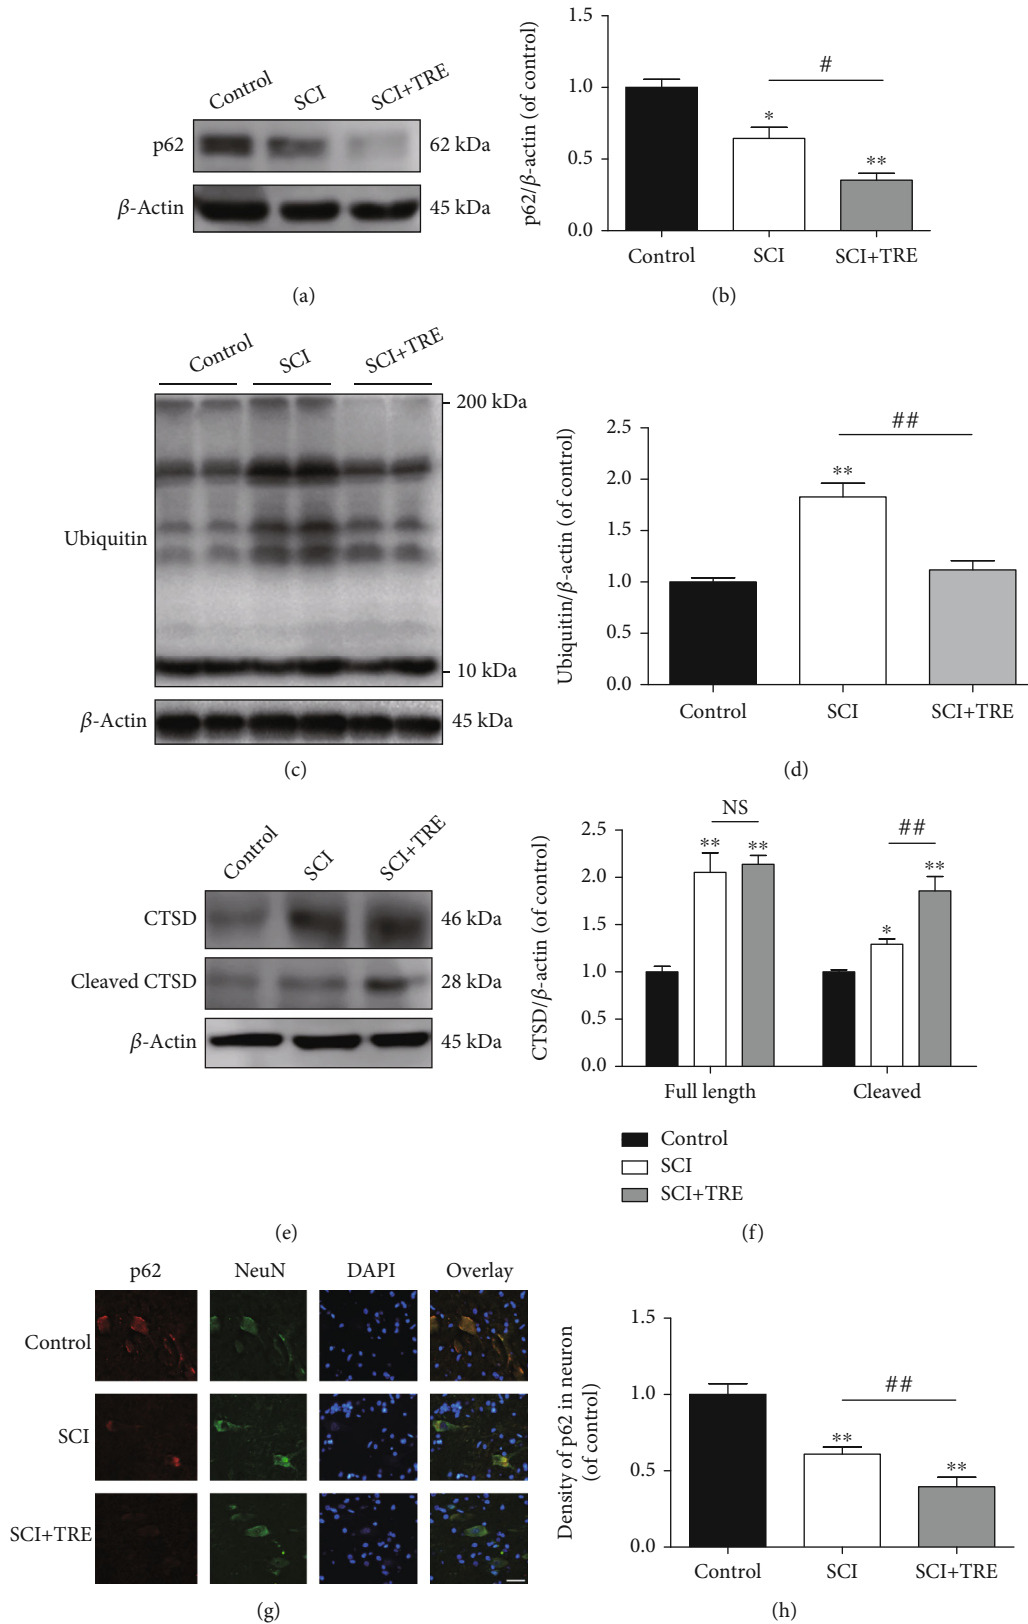 Control SCI SCI+TRE
p62 62 kDa
β-Actin 45 kDa
(a)
p62/β-actin (of control)
1.0
0.5
0.0
#
*
**
Control SCI SCI+TRE
(b)
Control SCI SCI+TRE
200 kDa
Ubiquitin
10 kDa
β-Actin 45 kDa
(c)
Ubiquitin/β-actin (of control)
2.5
2.0
1.5
1.0
0.5
0.0
##
**
Control SCI SCI+TRE
(d)
Control SCI SCI+TRE
CTSD 46 kDa
Cleaved CTSD 28 kDa
β-Actin 45 kDa
(e)
CTSD/β-actin (of control)
2.5
2.0
1.5
1.0
0.5
0.0
NS
** **
##
**
*
Full length Cleaved
Control
SCI
SCI+TRE
(f)
p62 NeuN DAPI Overlay
Control
SCI
SCI+TRE
(g)
Density of p62 in neuron
(of control)
1.5
1.0
0.5
0.0
##
**
**
Control SCI SCI+TRE
(h)